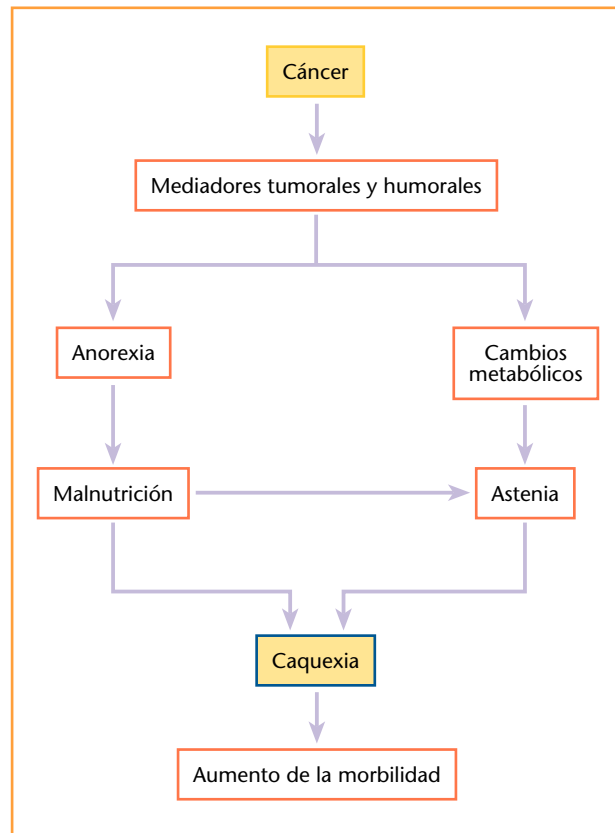 Cáncer
Mediadores tumorales y humorales
Anorexia
Cambios
metabólicos
Malnutrición
Astenia
Caquexia
Aumento de la morbilidad